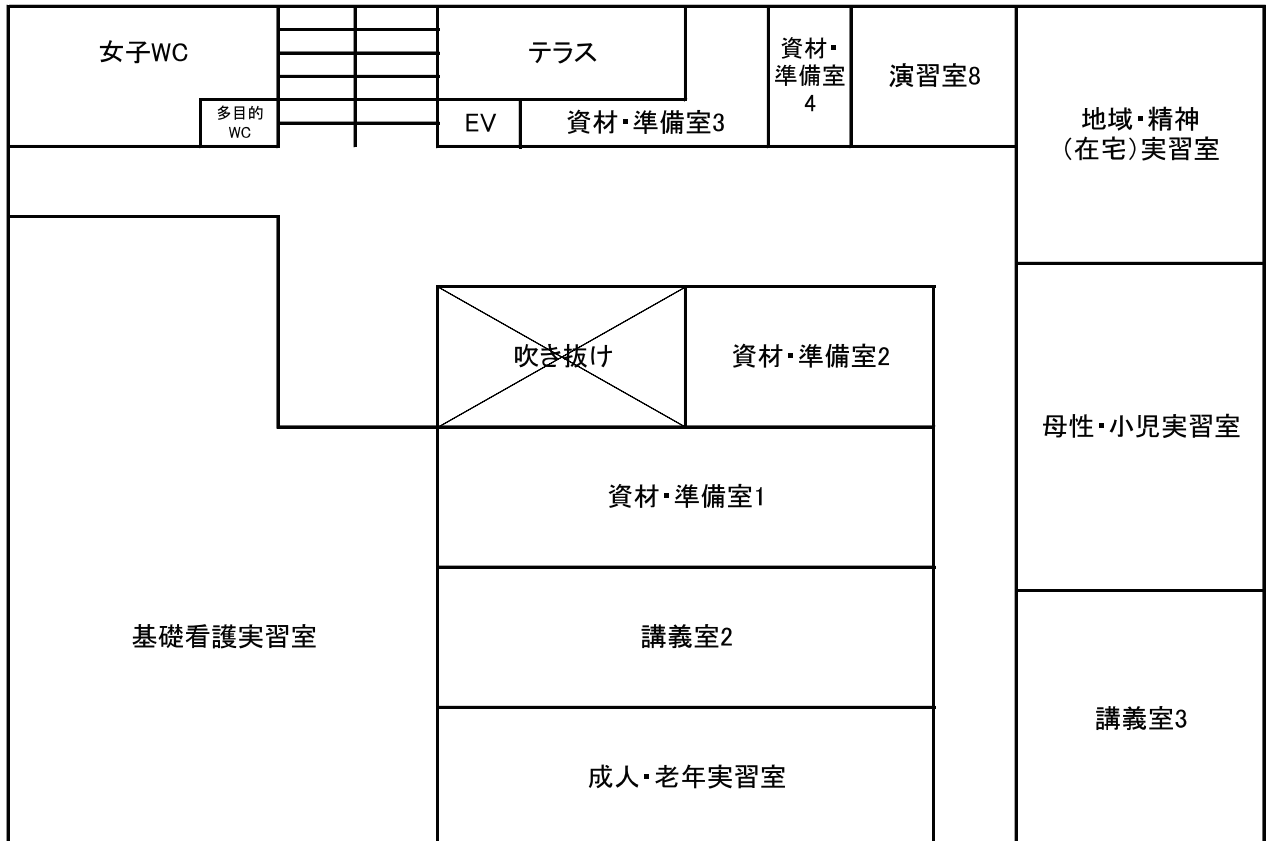 女子WC
多目的
WC
テラス
EV
資材・準備室3
資材・
準備室
4
演習室8
地域・精神
(在宅)実習室
吹き抜け
資材・準備室2
母性・小児実習室
資材・準備室1
基礎看護実習室
講義室2
講義室3
成人・老年実習室